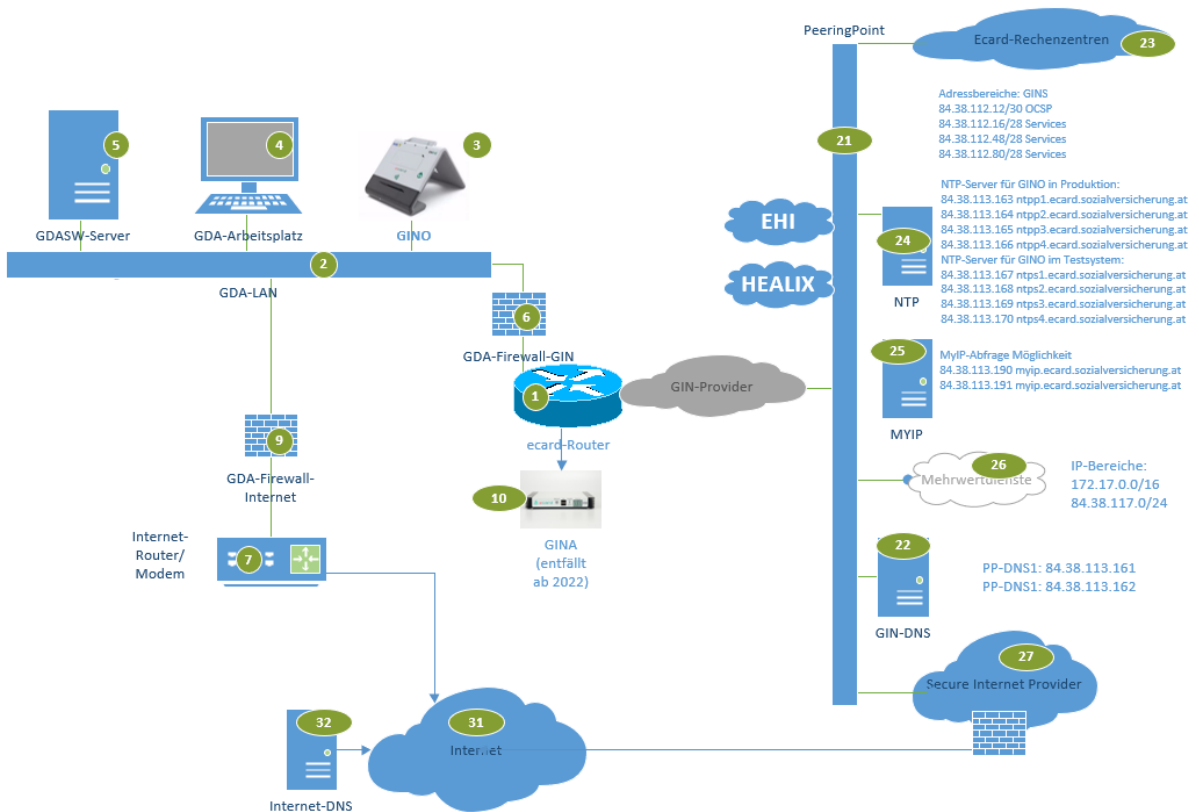 PeeringPoint
Ecard-Rechenzentren
23
Adressbereiche: GINS
84.38.112.12/30 OCSP
84.38.112.16/28 Services
84.38.112.48/28 Services
84.38.112.80/28 Services
5
4
3
21
GDASW-Server
GDA-Arbeitsplatz
GINO
2
GDA-LAN
EHI
HEALIX
24
NTP
NTP-Server für GINO in Produktion:
84.38.113.163 ntpp1.ecard.sozialversicherung.at
84.38.113.164 ntpp2.ecard.sozialversicherung.at
84.38.113.165 ntpp3.ecard.sozialversicherung.at
84.38.113.166 ntpp4.ecard.sozialversicherung.at
NTP-Server für GINO im Testsystem:
84.38.113.167 ntps1.ecard.sozialversicherung.at
84.38.113.168 ntps2.ecard.sozialversicherung.at
84.38.113.169 ntps3.ecard.sozialversicherung.at
84.38.113.170 ntps4.ecard.sozialversicherung.at
6
GDA-Firewall-GIN
1
ecard-Router
GIN-Provider
25
MYIP
MyIP-Abfrage Möglichkeit
84.38.113.190 myip.ecard.sozialversicherung.at
84.38.113.191 myip.ecard.sozialversicherung.at
9
GDA-Firewall-
Internet
10
GINA
(entfällt
ab 2022)
26
Mehrwertdienste
IP-Bereiche:
172.17.0.0/16
84.38.117.0/24
Internet-
Router/
Modem
7
22
GIN-DNS
PP-DNS1: 84.38.113.161
PP-DNS1: 84.38.113.162
27
Secure Internet Provider
32
Internet-DNS
31
Internet